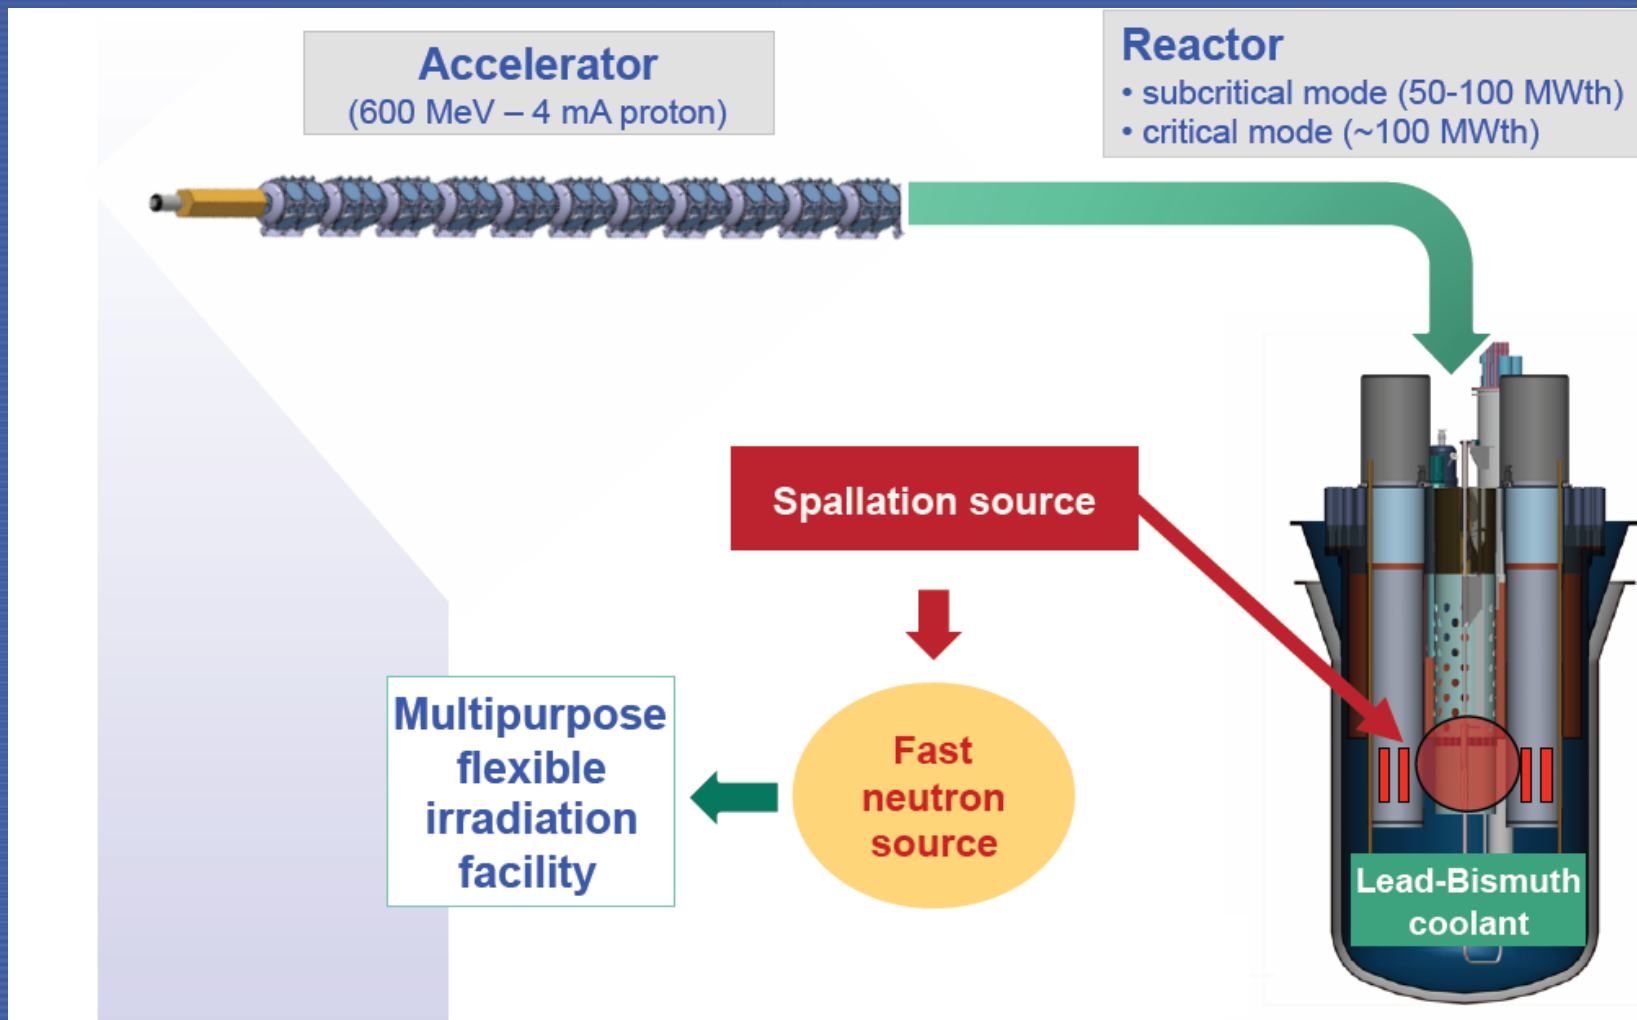 Accelerator
(600 MeV – 4 mA proton)
Reactor
• subcritical mode (50-100 MWth)
• critical mode (~100 MWth)
Spallation source
Multipurpose
flexible
irradiation
facility
Fast
neutron
source
Lead-Bismuth
coolant